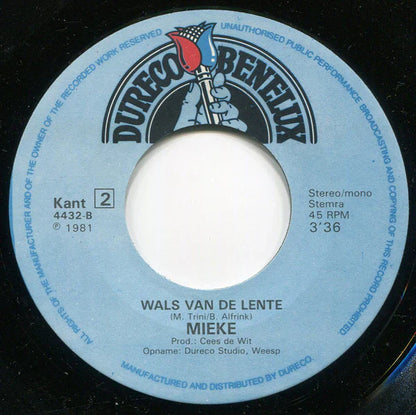 ALL RIGHTS OF THE MANUFACTURER AND OF THE OWNER OF THE RECORDED WORK RESERVED
UNAUTHORISED PUBLIC PERFORMANCE BROADCASTING AND COPYING OF THIS RECORD PROHIBITED
DURECO BENELUX
Kant 2
4432-B
℗ 1981
Stereo/mono
Stemra
45 RPM
3'36
WALS VAN DE LENTE
(M. Trini/B. Alfrink)
MIEKE
Prod.: Cees de Wit
Opname: Dureco Studio, Weesp
MANUFACTURED AND DISTRIBUTED BY DURECO